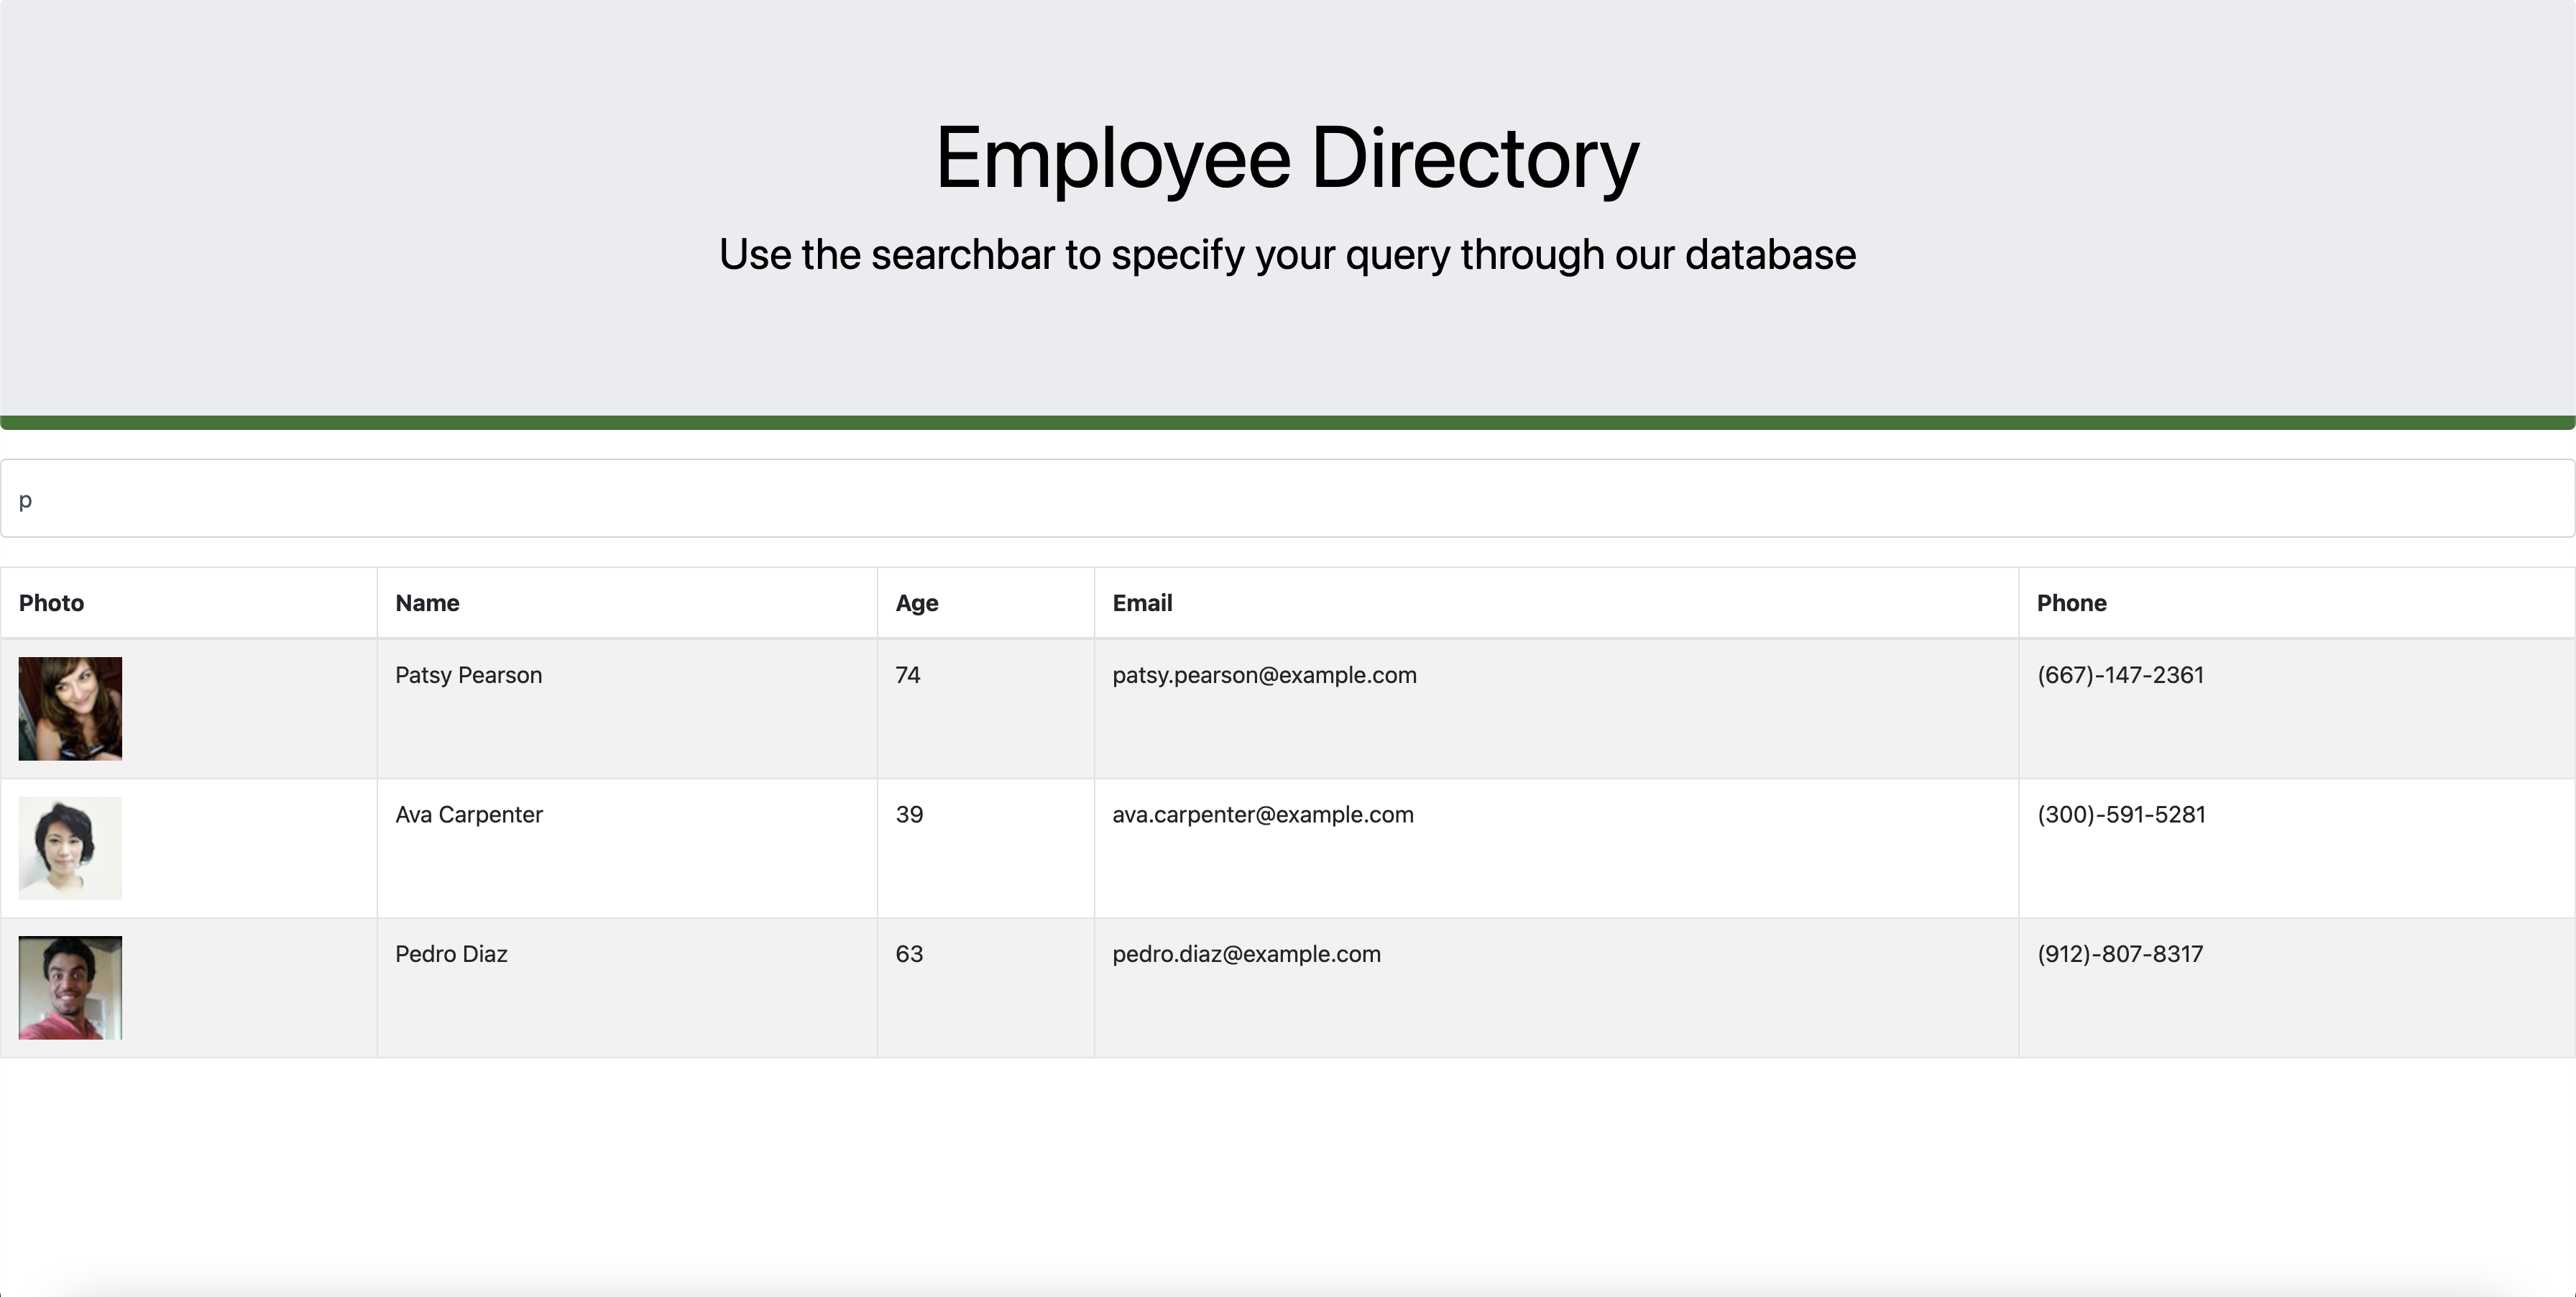 Employee Directory
Use the searchbar to specify your query through our database
p
Photo Name Age Email Phone
Patsy Pearson 74 patsy.pearson@example.com (667)-147-2361
Ava Carpenter 39 ava.carpenter@example.com (300)-591-5281
Pedro Diaz 63 pedro.diaz@example.com (912)-807-8317